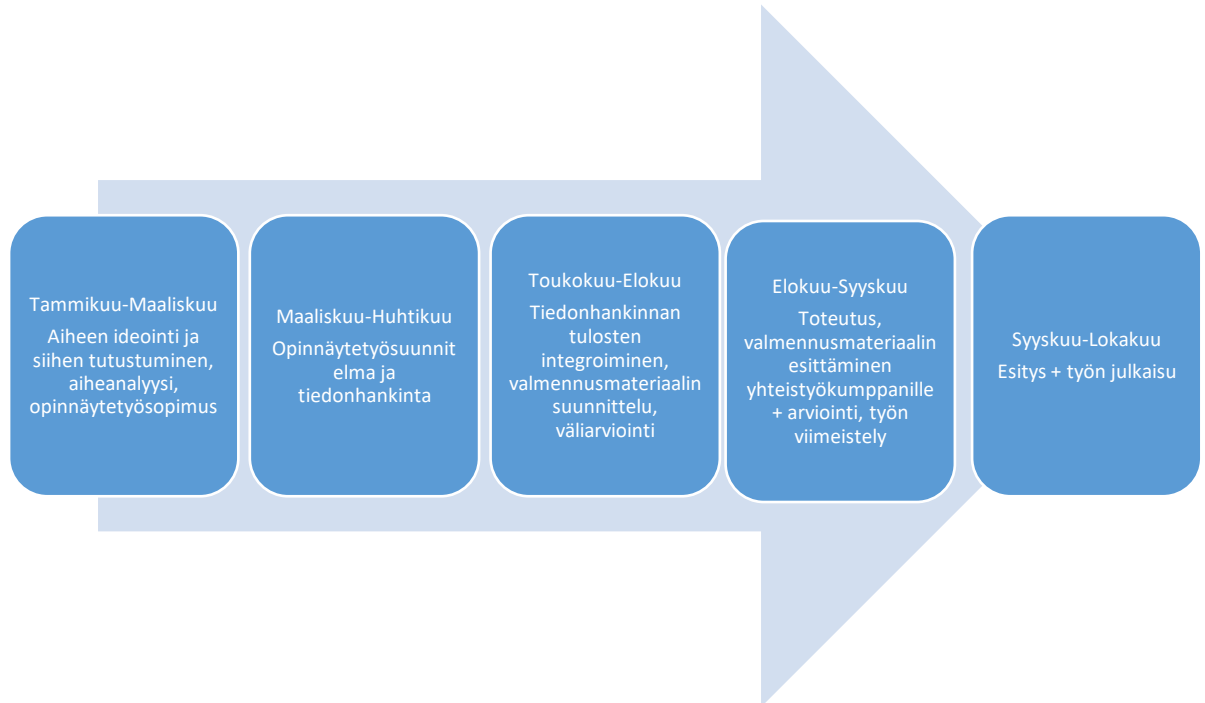 Tammikuu-Maaliskuu
Aiheen ideointi ja
siihen tutustuminen,
aiheanalyysi,
opinnäytetyösopimus
Maaliskuu-Huhtikuu
Opinnäytetyösuunnit
elma ja
tiedonhankinta
Toukokuu-Elokuu
Tiedonhankinnan
tulosten
integroiminen,
valmennusmateriaalin
suunnittelu,
väliarviointi
Elokuu-Syyskuu
Toteutus,
valmennusmateriaalin
esittäminen
yhteistyökumppanille
+ arviointi, työn
viimeistely
Syyskuu-Lokakuu
Esitys + työn julkaisu